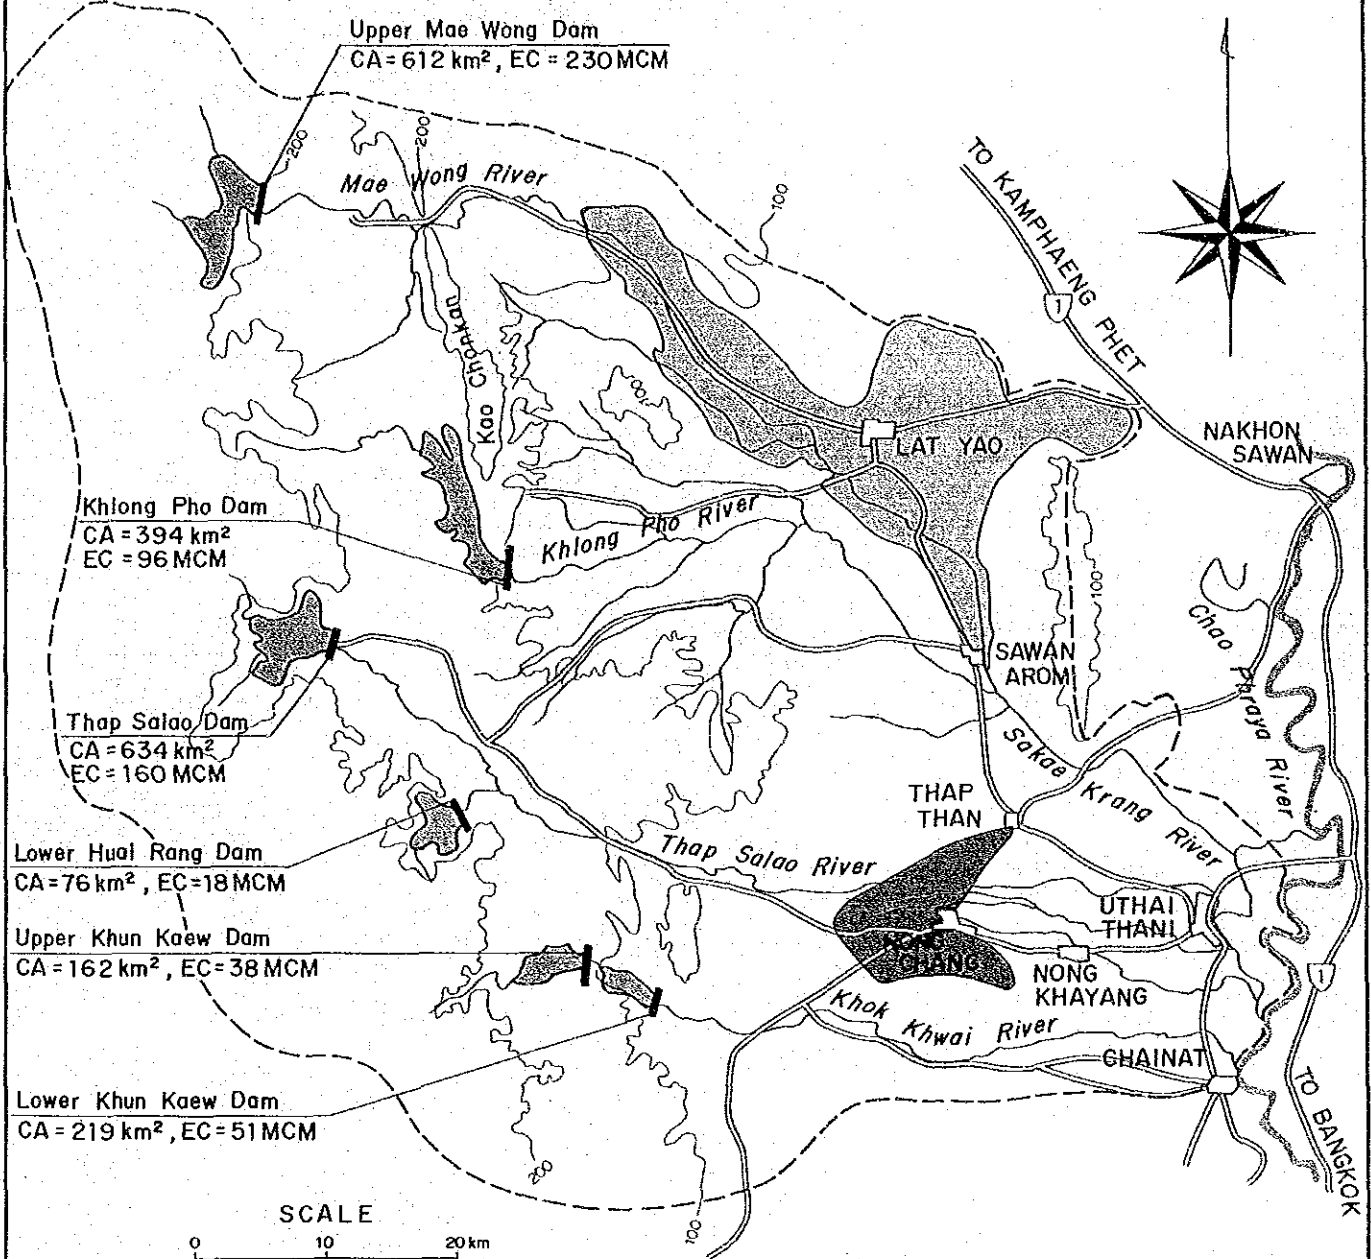 Upper Mae Wong Dam
CA=612 km², EC = 230 MCM
200
200
Mae Wong River
100
TO KAMPHAENG PHET
1
Kao Chonkan
100
LAT YAO
NAKHON
SAWAN
Khlong Pho Dam
CA = 394 km²
EC = 96 MCM
Khlong Pho River
100
Chao Phraya River
SAWAN
AROM
Thap Salao Dam
CA = 634 km²
EC = 160 MCM
Sakae Krang River
THAP
THAN
Lower Huai Rang Dam
CA=76 km², EC=18 MCM
Thap Salao River
UTHAI
THANI
Upper Khun Kaew Dam
CA = 162 km², EC=38 MCM
NONG
CHANG
NONG
KHAYANG
1
Khok Khwai River
CHAINAT
TO BANGKOK
Lower Khun Kaew Dam
CA = 219 km², EC=51 MCM
200
100
SCALE
0 10 20 km